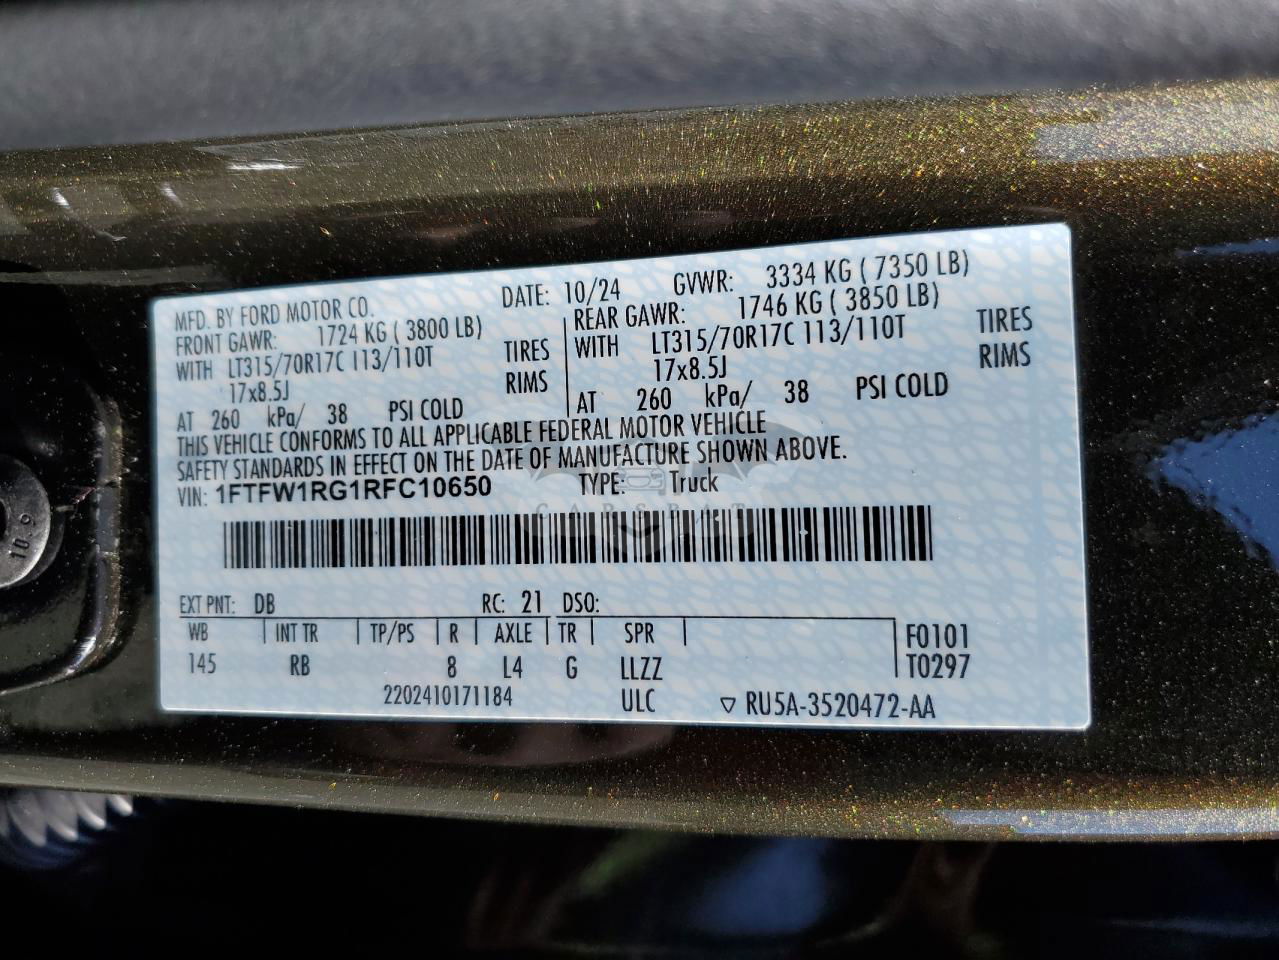 MFD. BY FORD MOTOR CO. DATE: 10/24 GVWR: 3334 KG ( 7350 LB)
FRONT GAWR: 1724 KG ( 3800 LB) REAR GAWR: 1746 KG ( 3850 LB)
WITH LT315/70R17C 113/110T TIRES WITH LT315/70R17C 113/110T TIRES
17x8.5J RIMS 17x8.5J RIMS
AT 260 kPa/ 38 PSI COLD AT 260 kPa/ 38 PSI COLD
THIS VEHICLE CONFORMS TO ALL APPLICABLE FEDERAL MOTOR VEHICLE
SAFETY STANDARDS IN EFFECT ON THE DATE OF MANUFACTURE SHOWN ABOVE.
VIN: 1FTFW1RG1RFC10650 TYPE: Truck
CARSBAT
EXT PNT: DB RC: 21 DSO:
WB INT TR TP/PS R AXLE TR SPR F0101
145 RB 8 L4 G LLZZ T0297
2202410171184 ULC ▽ RU5A-3520472-AA
10.9